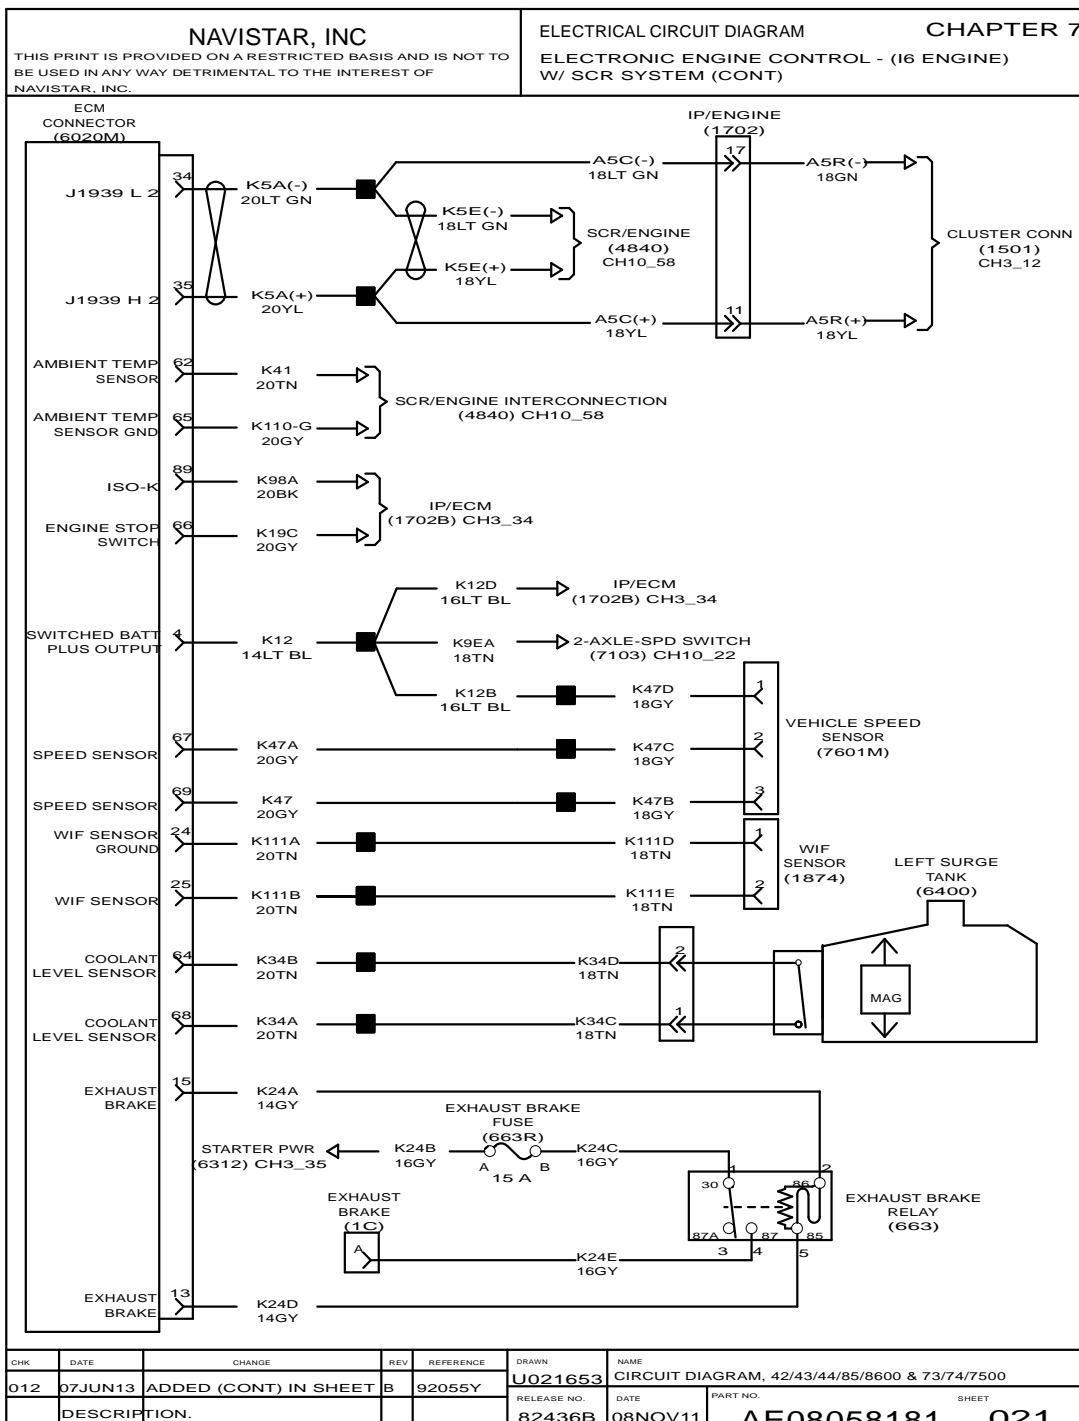 NAVISTAR, INC
THIS PRINT IS PROVIDED ON A RESTRICTED BASIS AND IS NOT TO
BE USED IN ANY WAY DETRIMENTAL TO THE INTEREST OF
NAVISTAR, INC.
ELECTRICAL CIRCUIT DIAGRAM
CHAPTER 7
ELECTRONIC ENGINE CONTROL - (I6 ENGINE)
W/ SCR SYSTEM (CONT)
ECM
CONNECTOR
(6020M)
IP/ENGINE
(1702)
J1939 L 2
34
K5A(-)
20LT GN
A5C(-)
18LT GN
17
A5R(-)
18GN
K5E(-)
18LT GN
SCR/ENGINE
(4840)
CH10_58
CLUSTER CONN
(1501)
CH3_12
K5E(+)
18YL
J1939 H 2
35
K5A(+)
20YL
A5C(+)
18YL
11
A5R(+)
18YL
AMBIENT TEMP
SENSOR
62
K41
20TN
SCR/ENGINE INTERCONNECTION
(4840) CH10_58
AMBIENT TEMP
SENSOR GND
65
K110-G
20GY
ISO-K
89
K98A
20BK
IP/ECM
(1702B) CH3_34
ENGINE STOP
SWITCH
66
K19C
20GY
K12D
16LT BL
IP/ECM
(1702B) CH3_34
SWITCHED BATT
PLUS OUTPUT
4
K12
14LT BL
K9EA
18TN
2-AXLE-SPD SWITCH
(7103) CH10_22
K12B
16LT BL
K47D
18GY
1
VEHICLE SPEED
SENSOR
(7601M)
SPEED SENSOR
67
K47A
20GY
K47C
18GY
2
SPEED SENSOR
69
K47
20GY
K47B
18GY
3
WIF SENSOR
GROUND
24
K111A
20TN
K111D
18TN
1
WIF
SENSOR
(1874)
WIF SENSOR
25
K111B
20TN
K111E
18TN
2
LEFT SURGE
TANK
(6400)
COOLANT
LEVEL SENSOR
64
K34B
20TN
K34D
18TN
2
MAG
COOLANT
LEVEL SENSOR
68
K34A
20TN
K34C
18TN
1
EXHAUST
BRAKE
15
K24A
14GY
EXHAUST BRAKE
FUSE
(663R)
STARTER PWR
(6312) CH3_35
K24B
16GY
A
B
15 A
K24C
16GY
1
2
30
86
EXHAUST BRAKE
RELAY
(663)
87A
87
85
3
4
5
EXHAUST
BRAKE
(1C)
A
K24E
16GY
EXHAUST
BRAKE
13
K24D
14GY
CHK
DATE
CHANGE
REV
REFERENCE
DRAWN
NAME
012
07JUN13
ADDED (CONT) IN SHEET
B
92055Y
U021653
CIRCUIT DIAGRAM, 42/43/44/85/8600 & 73/74/7500
DESCRIPTION.
RELEASE NO.
DATE
PART NO.
SHEET
82436B
08NOV11
AE08058181
021